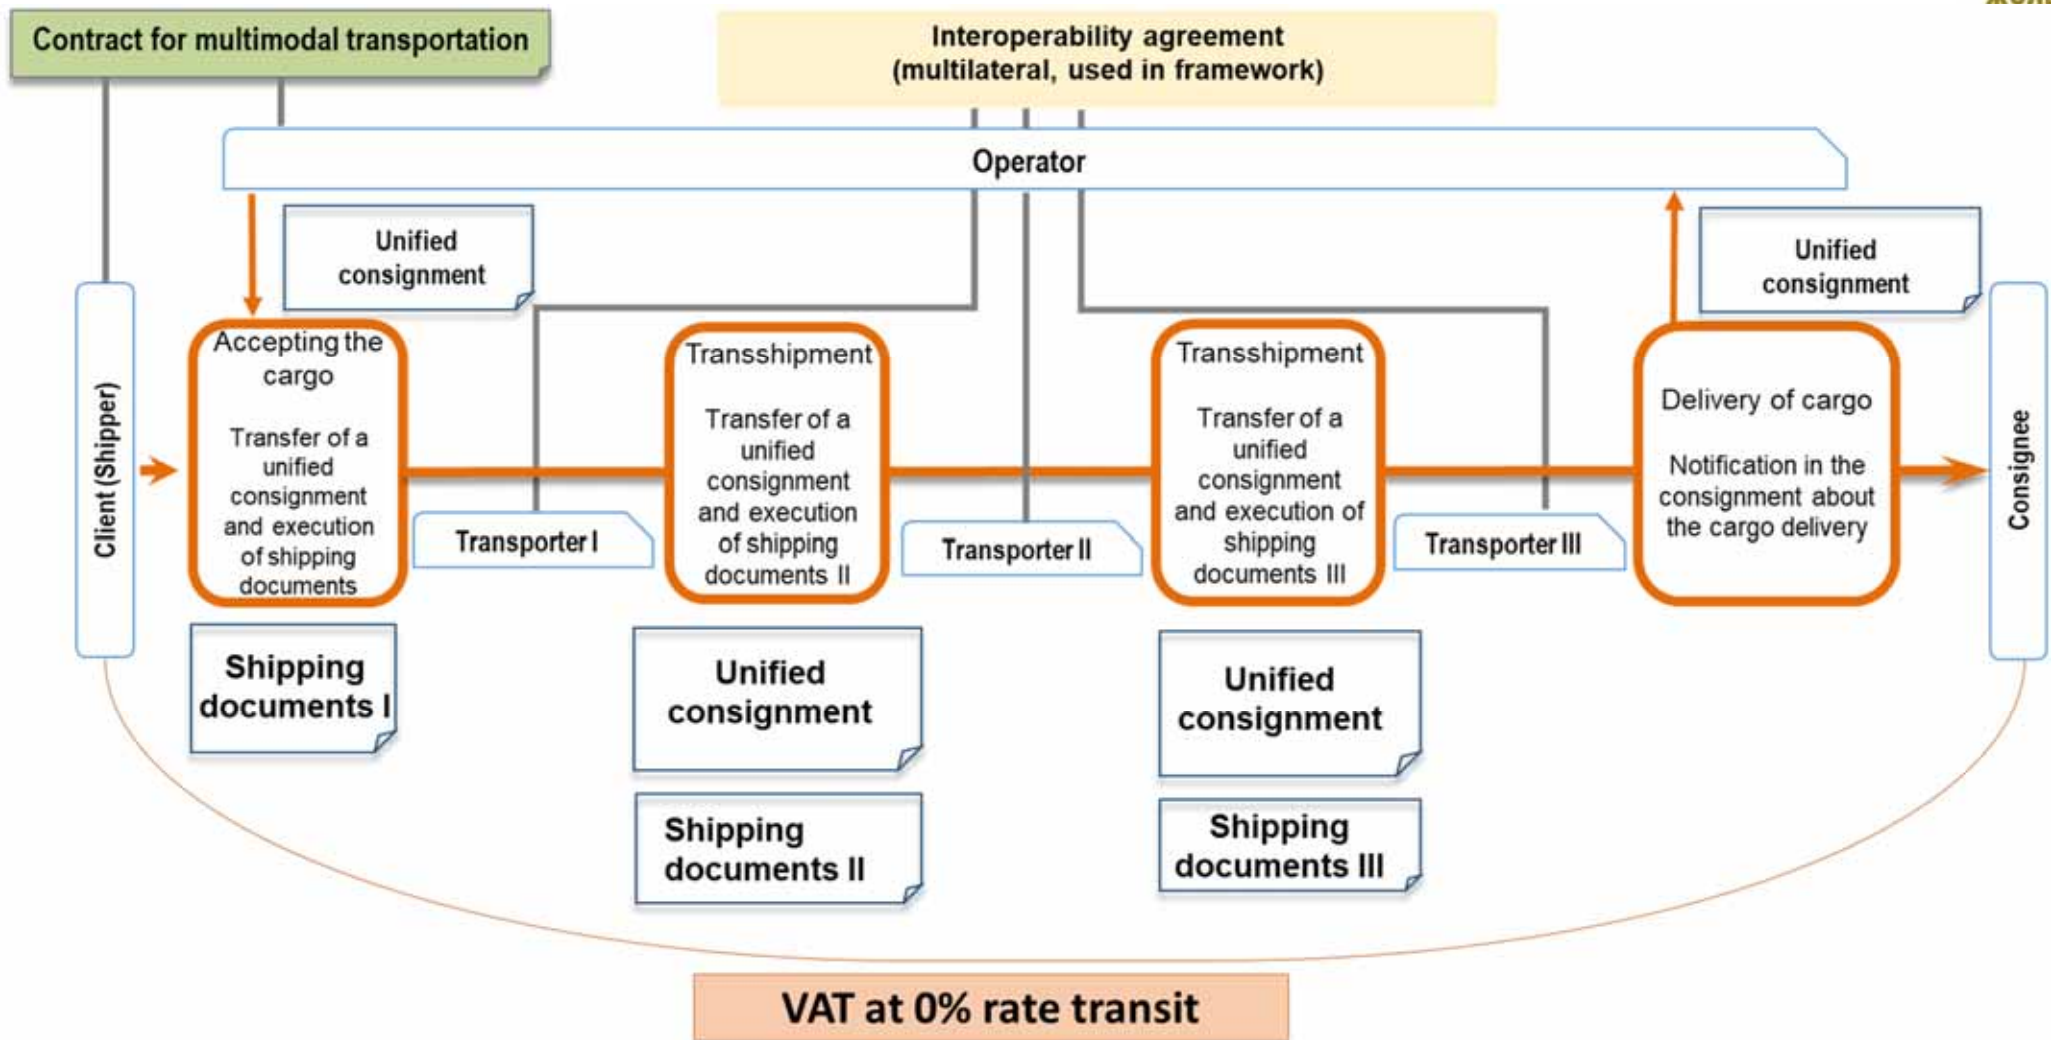 Contract for multimodal transportation
Interoperability agreement
(multilateral, used in framework)
Operator
Unified
consignment
Unified
consignment
Client (Shipper)
Accepting the
cargo
Transfer of a
unified
consignment
and execution
of shipping
documents
Transporter I
Transshipment
Transfer of a
unified
consignment
and execution
of shipping
documents II
Transporter II
Transshipment
Transfer of a
unified
consignment
and execution of
shipping
documents III
Transporter III
Delivery of cargo
Notification in the
consignment about
the cargo delivery
Consignee
Shipping
documents I
Unified
consignment
Shipping
documents II
Unified
consignment
Shipping
documents III
VAT at 0% rate transit